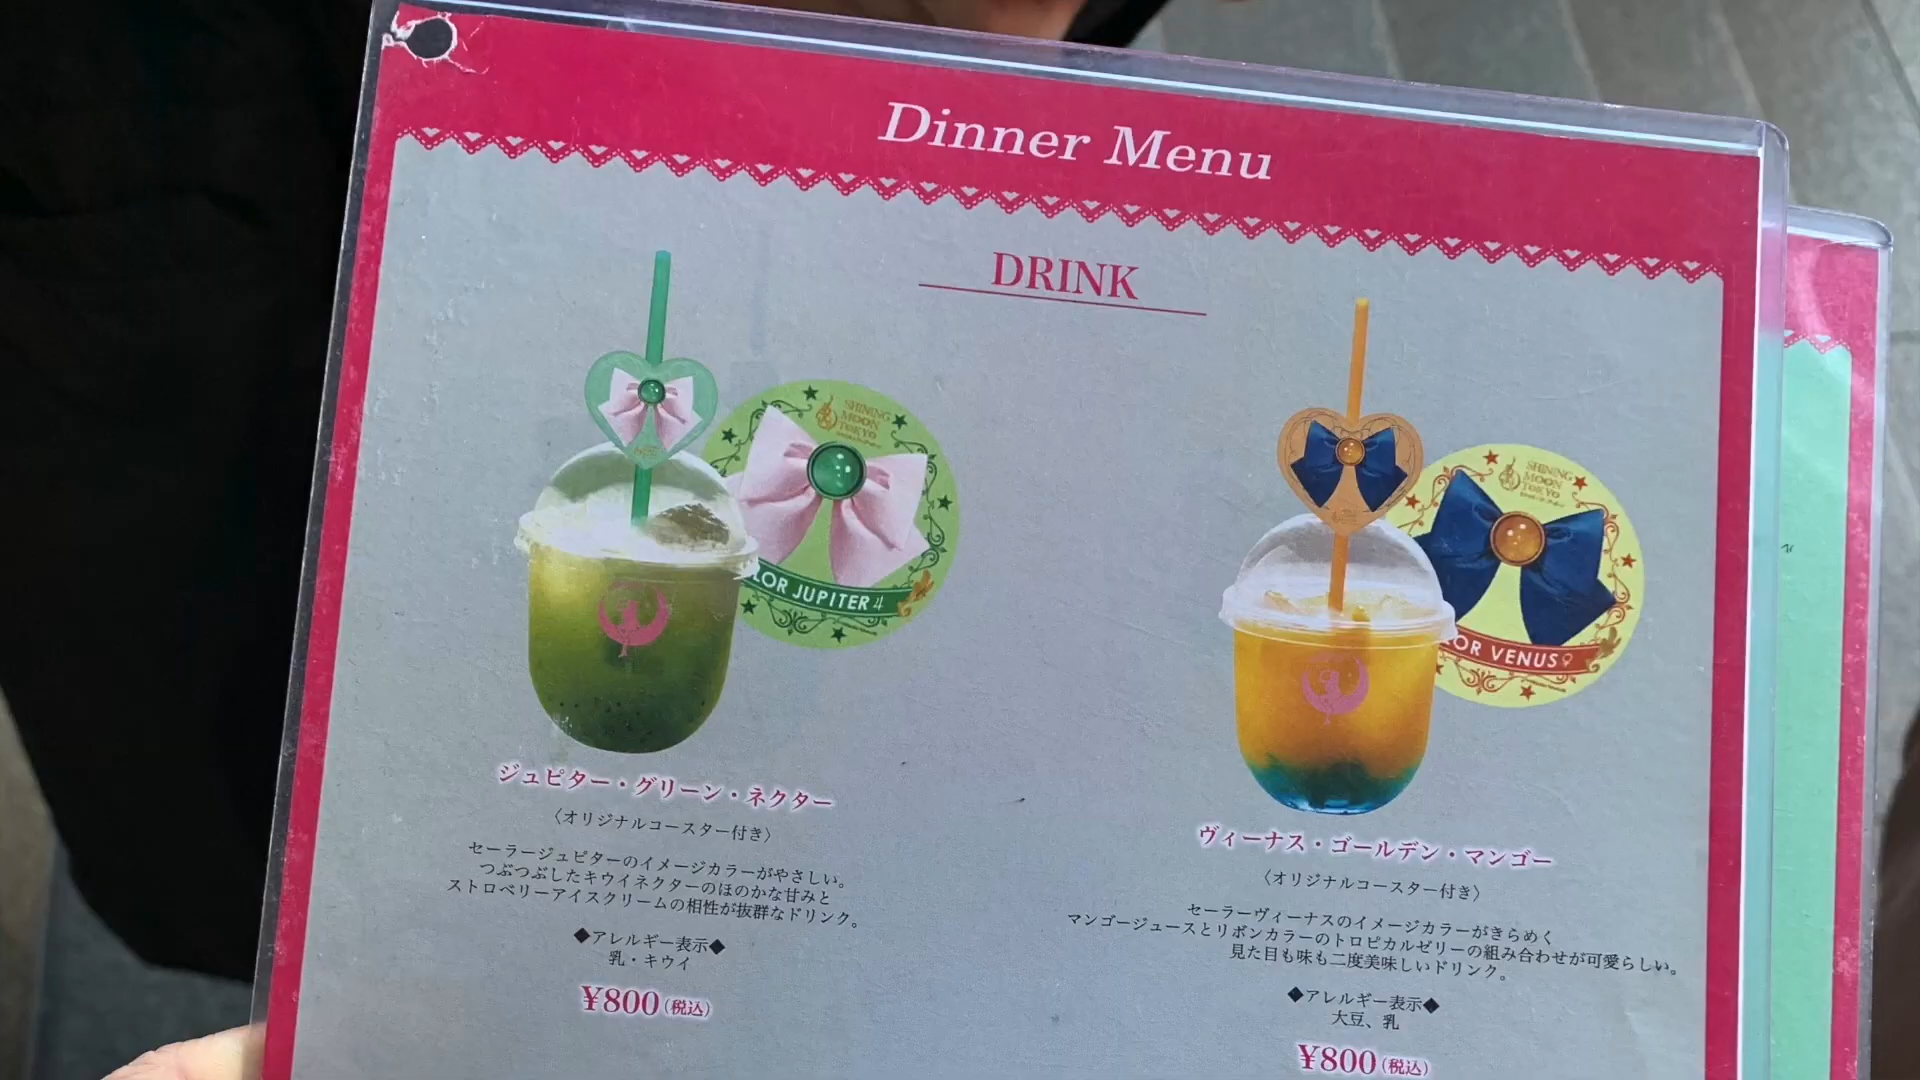 Dinner Menu
DRINK
SHINING
MOON
TOKYO
LOR JUPITER♃
SHINING
MOON
TOKYO
OR VENUS♀
ジュピター・グリーン・ネクター
〈オリジナルコースター付き〉
セーラージュピターのイメージカラーがやさしい。
つぶつぶしたキウイネクターのほのかな甘みと
ストロベリーアイスクリームの相性が抜群なドリンク。
◆アレルギー表示◆
乳・キウイ
¥800(税込)
ヴィーナス・ゴールデン・マンゴー
〈オリジナルコースター付き〉
セーラーヴィーナスのイメージカラーがきらめく
マンゴージュースとリボンカラーのトロピカルゼリーの組み合わせが可愛らしい。
見た目も味も二度美味しいドリンク。
◆アレルギー表示◆
大豆、乳
¥800(税込)